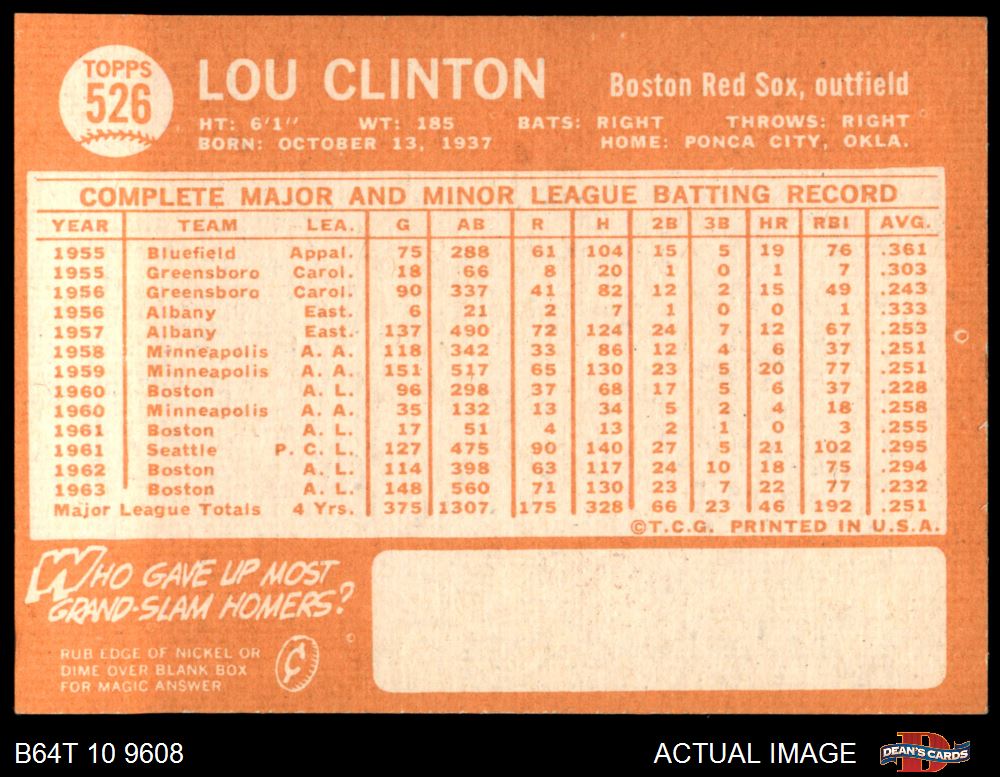 TOPPS
526
LOU CLINTON
Boston Red Sox, outfield
HT: 6'1" WT: 185 BATS: RIGHT THROWS: RIGHT
BORN: OCTOBER 13, 1937 HOME: PONCA CITY, OKLA.
COMPLETE MAJOR AND MINOR LEAGUE BATTING RECORD
YEAR TEAM LEA. G AB R H 2B 3B HR RBI AVG.
1955 Bluefield Appal. 75 288 61 104 15 5 19 76 .361
1955 Greensboro Carol. 18 66 8 20 1 0 1 7 .303
1956 Greensboro Carol. 90 337 41 82 12 2 15 49 .243
1956 Albany East. 6 21 2 7 1 0 0 1 .333
1957 Albany East. 137 490 72 124 24 7 12 67 .253
1958 Minneapolis A. A. 118 342 33 86 12 4 6 37 .251
1959 Minneapolis A. A. 151 517 65 130 23 5 20 77 .251
1960 Boston A. L. 96 298 37 68 17 5 6 37 .228
1960 Minneapolis A. A. 35 132 13 34 5 2 4 18 .258
1961 Boston A. L. 17 51 4 13 2 1 0 3 .255
1961 Seattle P. C. L. 127 475 90 140 27 5 21 102 .295
1962 Boston A. L. 114 398 63 117 24 10 18 75 .294
1963 Boston A. L. 148 560 71 130 23 7 22 77 .232
Major League Totals 4 Yrs. 375 1307 175 328 66 23 46 192 .251
©T.C.G. PRINTED IN U.S.A.
WHO GAVE UP MOST
GRAND-SLAM HOMERS?
RUB EDGE OF NICKEL OR
DIME OVER BLANK BOX
FOR MAGIC ANSWER
¢
B64T 10 9608
ACTUAL IMAGE
DEAN'S CARDS